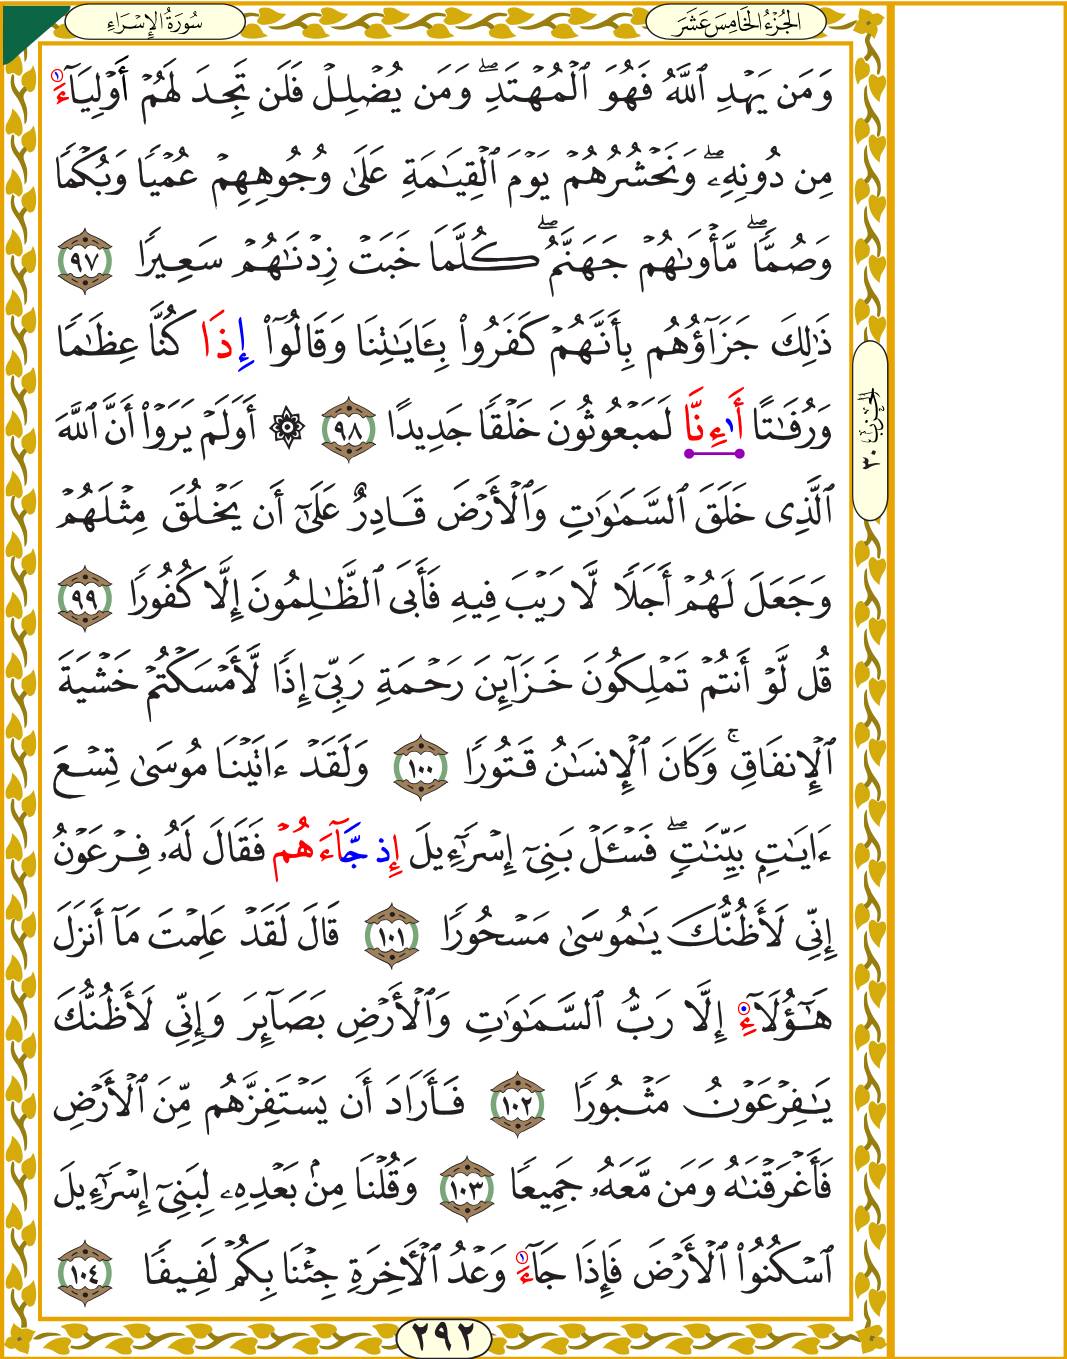 الجُزْءُ الخَامِسَ عَشَرَ
سُورَةُ الإِسْرَاءِ
وَمَن يَهْدِ ٱللَّهُ فَهُوَ ٱلْمُهْتَدِۖ وَمَن يُضْلِلْ فَلَن تَجِدَ لَهُمْ أَوْلِيَآءَ
مِن دُونِهِۦۖ وَنَحْشُرُهُمْ يَوْمَ ٱلْقِيَٰمَةِ عَلَىٰ وُجُوهِهِمْ عُمْيًا وَبُكْمًا
وَصُمًّاۖ مَّأْوَىٰهُمْ جَهَنَّمُۖ كُلَّمَا خَبَتْ زِدْنَٰهُمْ سَعِيرًا ٩٧
ذَٰلِكَ جَزَآؤُهُم بِأَنَّهُمْ كَفَرُوا۟ بِـَٔايَٰتِنَا وَقَالُوٓا۟ إِذَا كُنَّا عِظَٰمًا
وَرُفَٰتًا أَٰءِنَّا لَمَبْعُوثُونَ خَلْقًا جَدِيدًا ٩٨ ۞ أَوَلَمْ يَرَوْا۟ أَنَّ ٱللَّهَ
ٱلَّذِى خَلَقَ ٱلسَّمَٰوَٰتِ وَٱلْأَرْضَ قَادِرٌ عَلَىٰٓ أَن يَخْلُقَ مِثْلَهُمْ
وَجَعَلَ لَهُمْ أَجَلًا لَّا رَيْبَ فِيهِ فَأَبَى ٱلظَّٰلِمُونَ إِلَّا كُفُورًا ٩٩
قُل لَّوْ أَنتُمْ تَمْلِكُونَ خَزَآئِنَ رَحْمَةِ رَبِّىٓ إِذًا لَّأَمْسَكْتُمْ خَشْيَةَ
ٱلْإِنفَاقِۚ وَكَانَ ٱلْإِنسَٰنُ قَتُورًا ١٠٠ وَلَقَدْ ءَاتَيْنَا مُوسَىٰ تِسْعَ
ءَايَٰتٍۭ بَيِّنَٰتٍۖ فَسْـَٔلْ بَنِىٓ إِسْرَٰٓءِيلَ إِذ جَّآءَهُمْ فَقَالَ لَهُۥ فِرْعَوْنُ
إِنِّى لَأَظُنُّكَ يَٰمُوسَىٰ مَسْحُورًا ١٠١ قَالَ لَقَدْ عَلِمْتَ مَآ أَنزَلَ
هَٰٓؤُلَآءِ إِلَّا رَبُّ ٱلسَّمَٰوَٰتِ وَٱلْأَرْضِ بَصَآئِرَ وَإِنِّى لَأَظُنُّكَ
يَٰفِرْعَوْنُ مَثْبُورًا ١٠٢ فَأَرَادَ أَن يَسْتَفِزَّهُم مِّنَ ٱلْأَرْضِ
فَأَغْرَقْنَٰهُ وَمَن مَّعَهُۥ جَمِيعًا ١٠٣ وَقُلْنَا مِنۢ بَعْدِهِۦ لِبَنِىٓ إِسْرَٰٓءِيلَ
ٱسْكُنُوا۟ ٱلْأَرْضَ فَإِذَا جَآءَ وَعْدُ ٱلْءَاخِرَةِ جِئْنَا بِكُمْ لَفِيفًا ١٠٤
الحِزْبُ ٣٠
٢٩٢